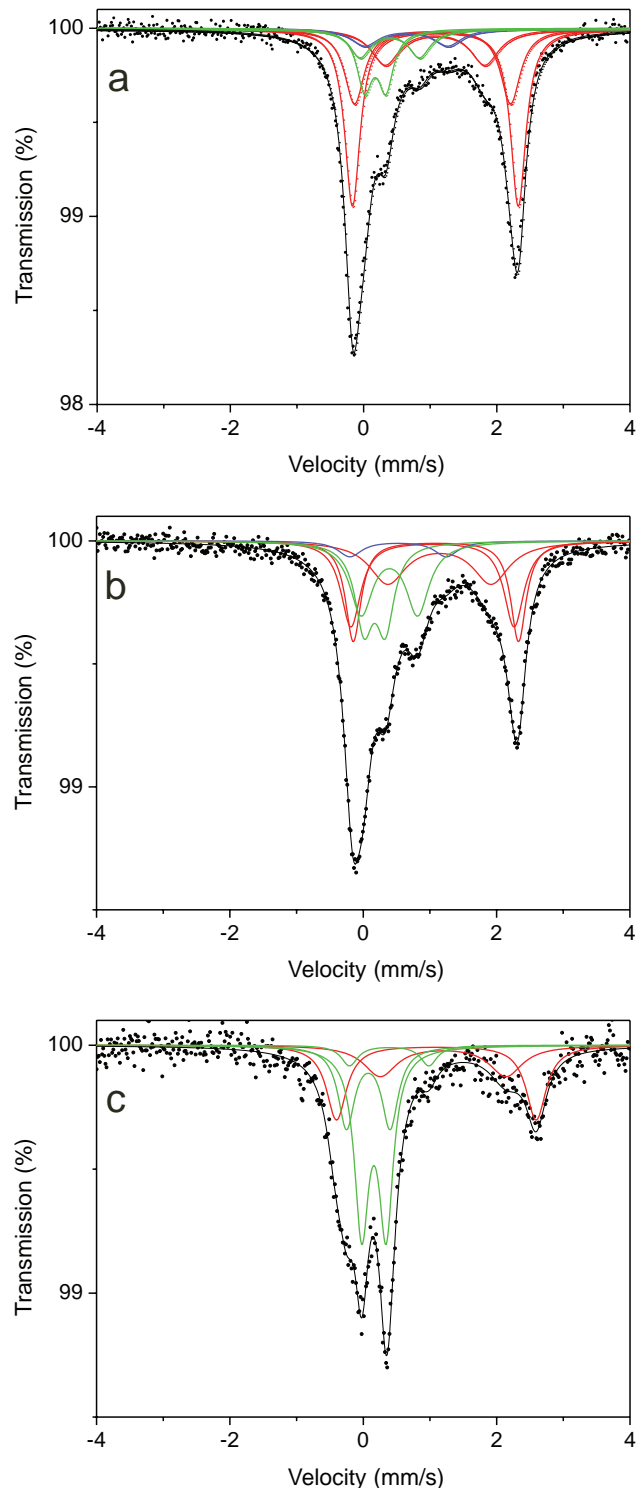 a
100
99
98
Transmission (%)
-4 -2 0 2 4
Velocity (mm/s)
b
100
99
Transmission (%)
-4 -2 0 2 4
Velocity (mm/s)
c
100
99
Transmission (%)
-4 -2 0 2 4
Velocity (mm/s)